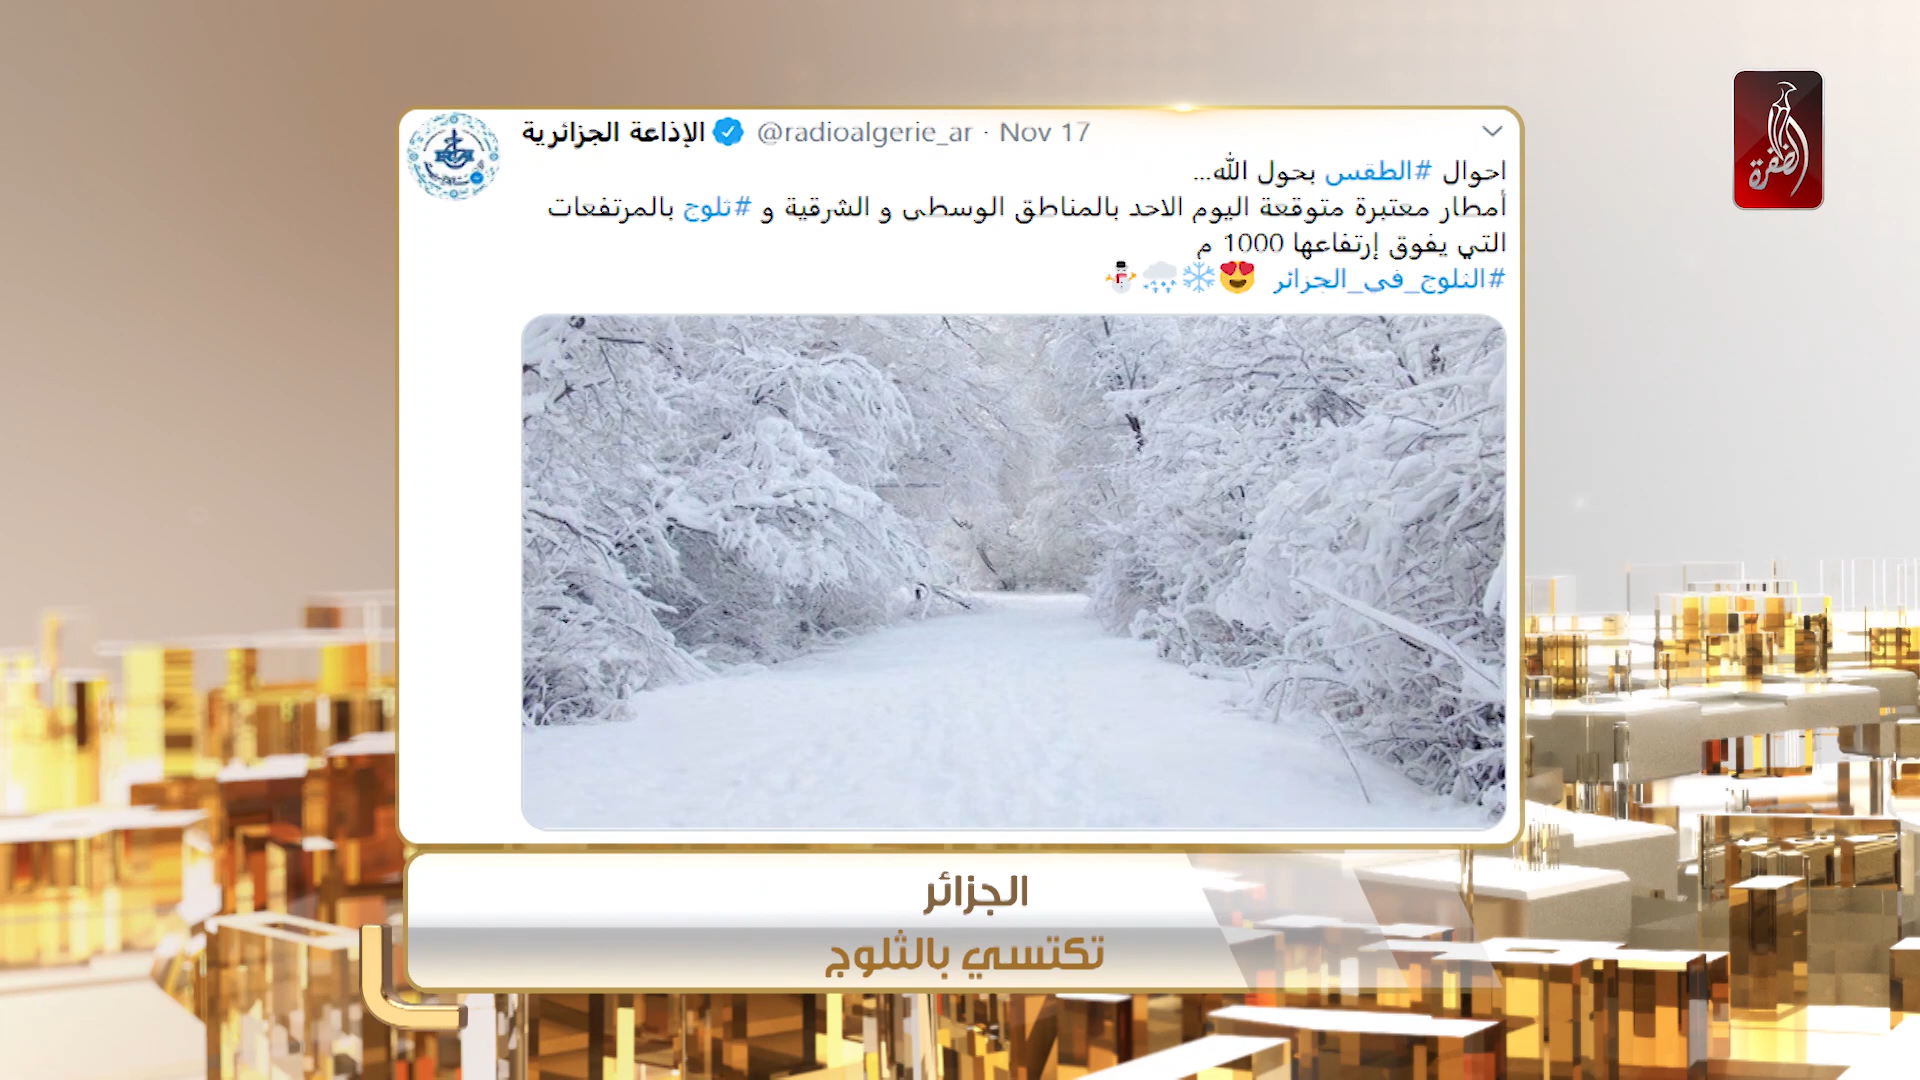 الإذاعة الجزائرية @radioalgerie_ar · Nov 17
احوال #الطقس بحول الله...
أمطار معتبرة متوقعة اليوم الاحد بالمناطق الوسطى و الشرقية و #ثلوج بالمرتفعات
التي يفوق إرتفاعها 1000 م
#الثلوج_في_الجزائر 😍❄🌨⛄
الظفرة
الجزائر
تكتسي بالثلوج